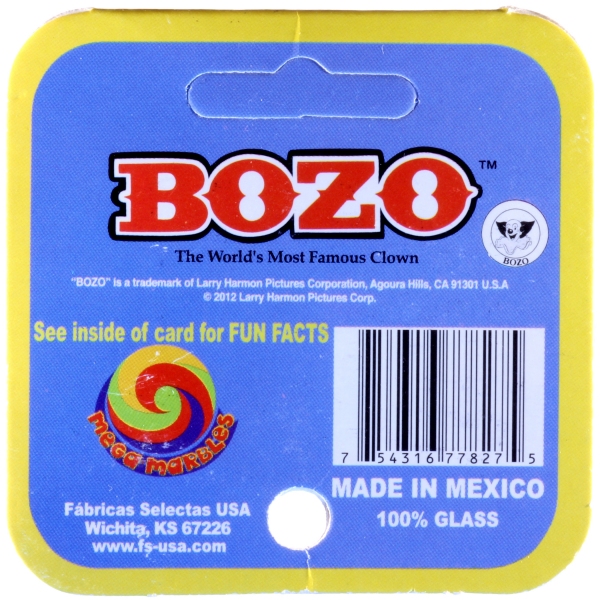 BOZO™
The World's Most Famous Clown
BOZO
"BOZO" is a trademark of Larry Harmon Pictures Corporation, Agoura Hills, CA 91301 U.S.A
© 2012 Larry Harmon Pictures Corp.
See inside of card for FUN FACTS
mega marbles
7 54316 77827 5
Fábricas Selectas USA
Wichita, KS 67226
www.fs-usa.com
MADE IN MEXICO
100% GLASS